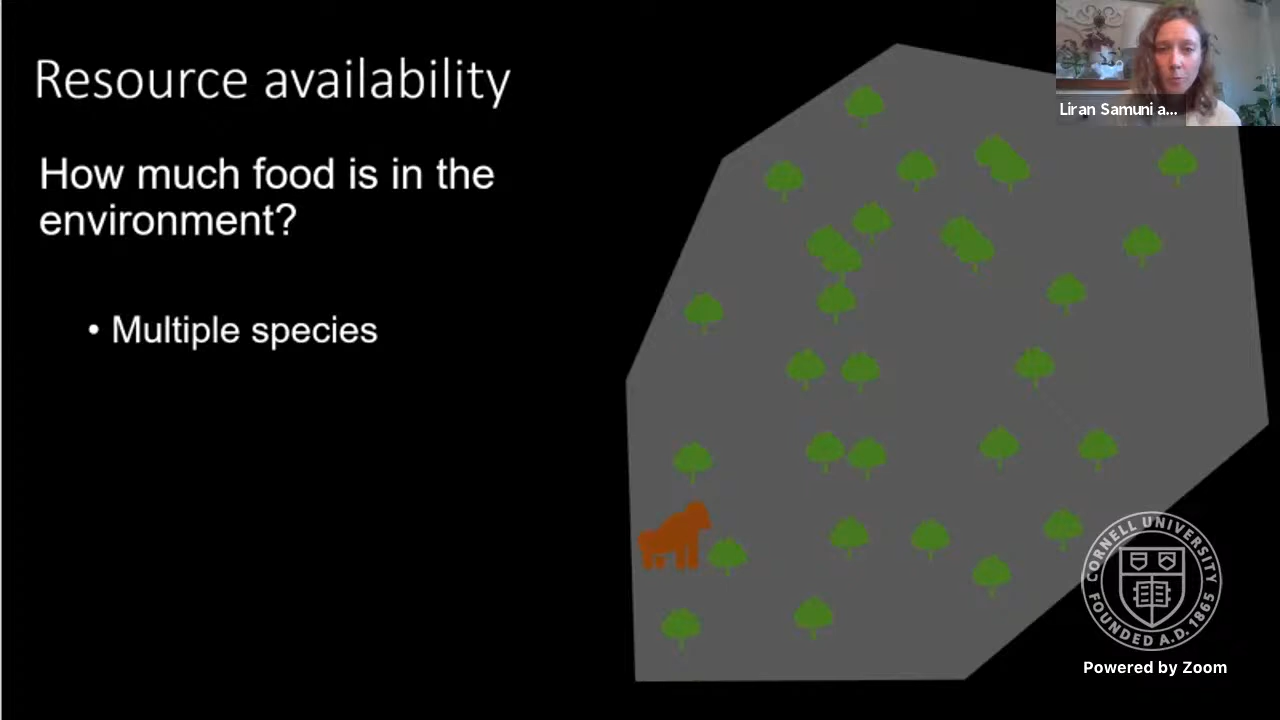 Resource availability
How much food is in the
environment?
• Multiple species
Liran Samuni a...
CORNELL UNIVERSITY
FOUNDED A.D. 1865
Powered by Zoom